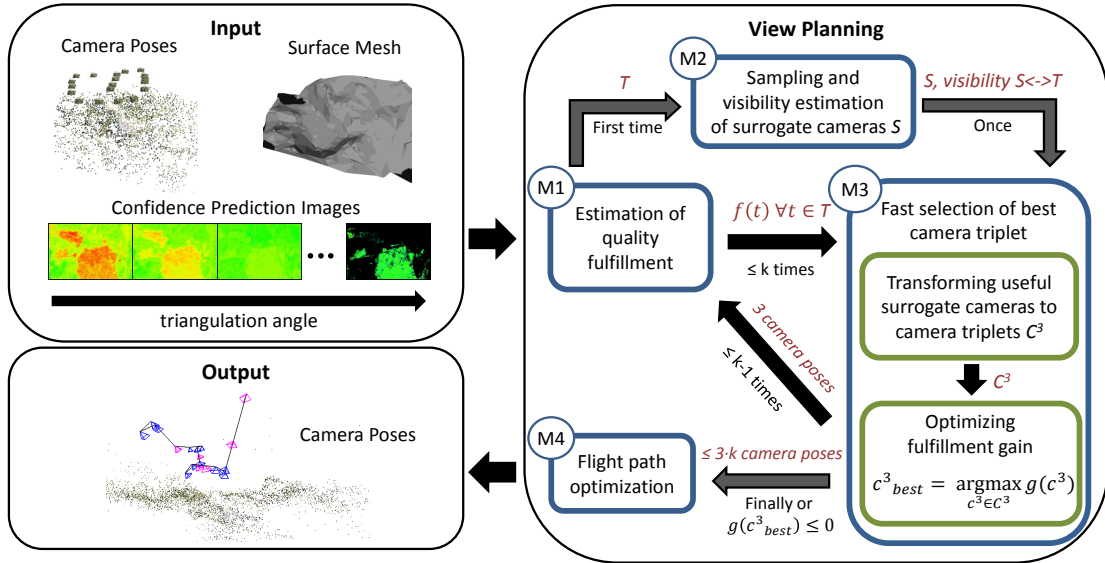 Input
Camera Poses
Surface Mesh
Confidence Prediction Images
triangulation angle
Output
Camera Poses
View Planning
M1
Estimation of
quality
fulfillment
T
First time
M2
Sampling and
visibility estimation
of surrogate cameras S
S, visibility S<->T
Once
f(t) ∀t ∈ T
≤ k times
M3
Fast selection of best
camera triplet
Transforming useful
surrogate cameras to
camera triplets C³
C³
Optimizing
fulfillment gain
c³_best = argmax g(c³)
c³∈C³
3 camera poses
≤ k-1 times
≤ 3·k camera poses
Finally or
g(c³_best) ≤ 0
M4
Flight path
optimization